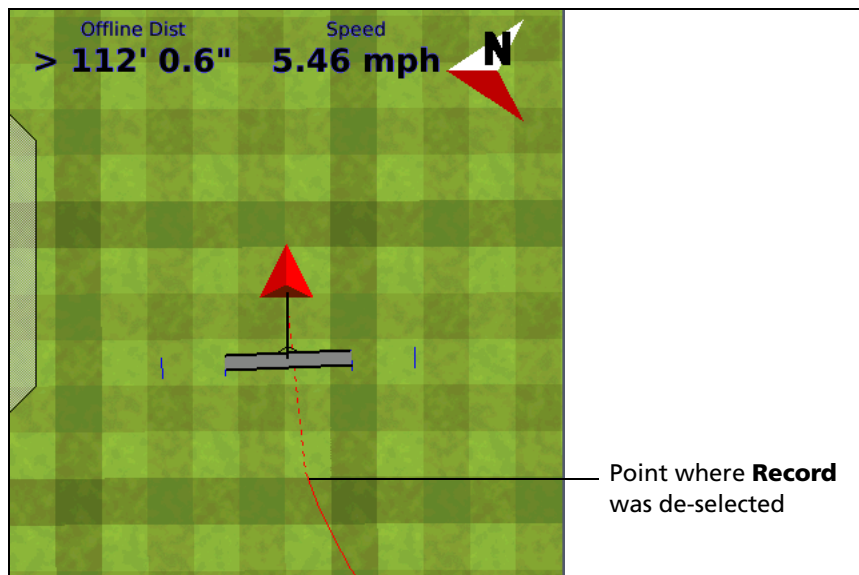 Offline Dist
Speed
> 112' 0.6"
5.46 mph
N
Point where Record
was de-selected